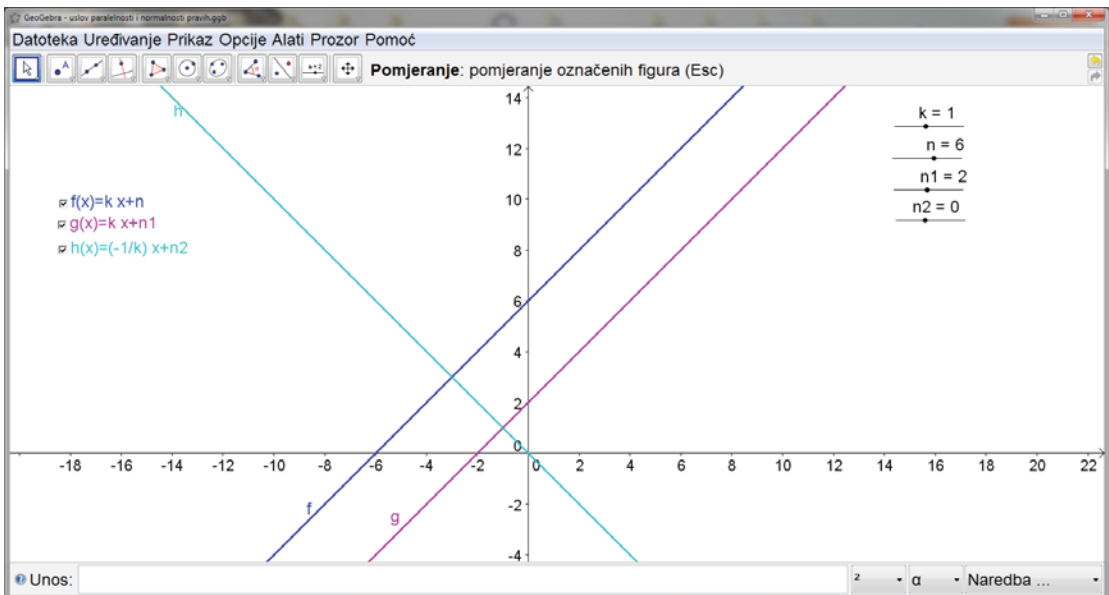 GeoGebra - uslov paralelnosti i normalnosti pravih.ggb
Datoteka Uređivanje Prikaz Opcije Alati Prozor Pomoć
A a=2 Pomjeranje: pomjeranje označenih figura (Esc)
h
f(x)=k x+n
g(x)=k x+n1
h(x)=(-1/k) x+n2
14
12
10
8
6
4
2
0
-2
-4
-18 -16 -14 -12 -10 -8 -6 -4 -2 0 2 4 6 8 10 12 14 16 18 20 22
f
g
k = 1
n = 6
n1 = 2
n2 = 0
Unos: ² α Naredba ...